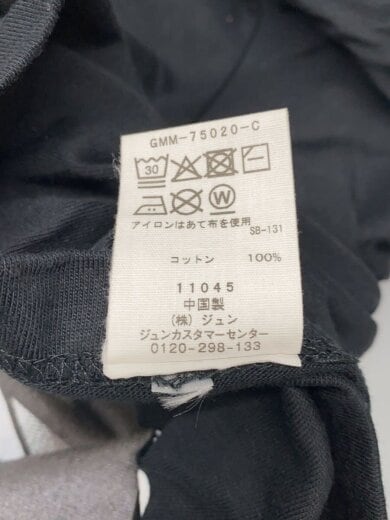 GMM-75020-C
30
W
アイロンはあて布を使用
SB-131
コットン 100%
11045
中国製
(株) ジュン
ジュンカスタマーセンター
0120-298-133